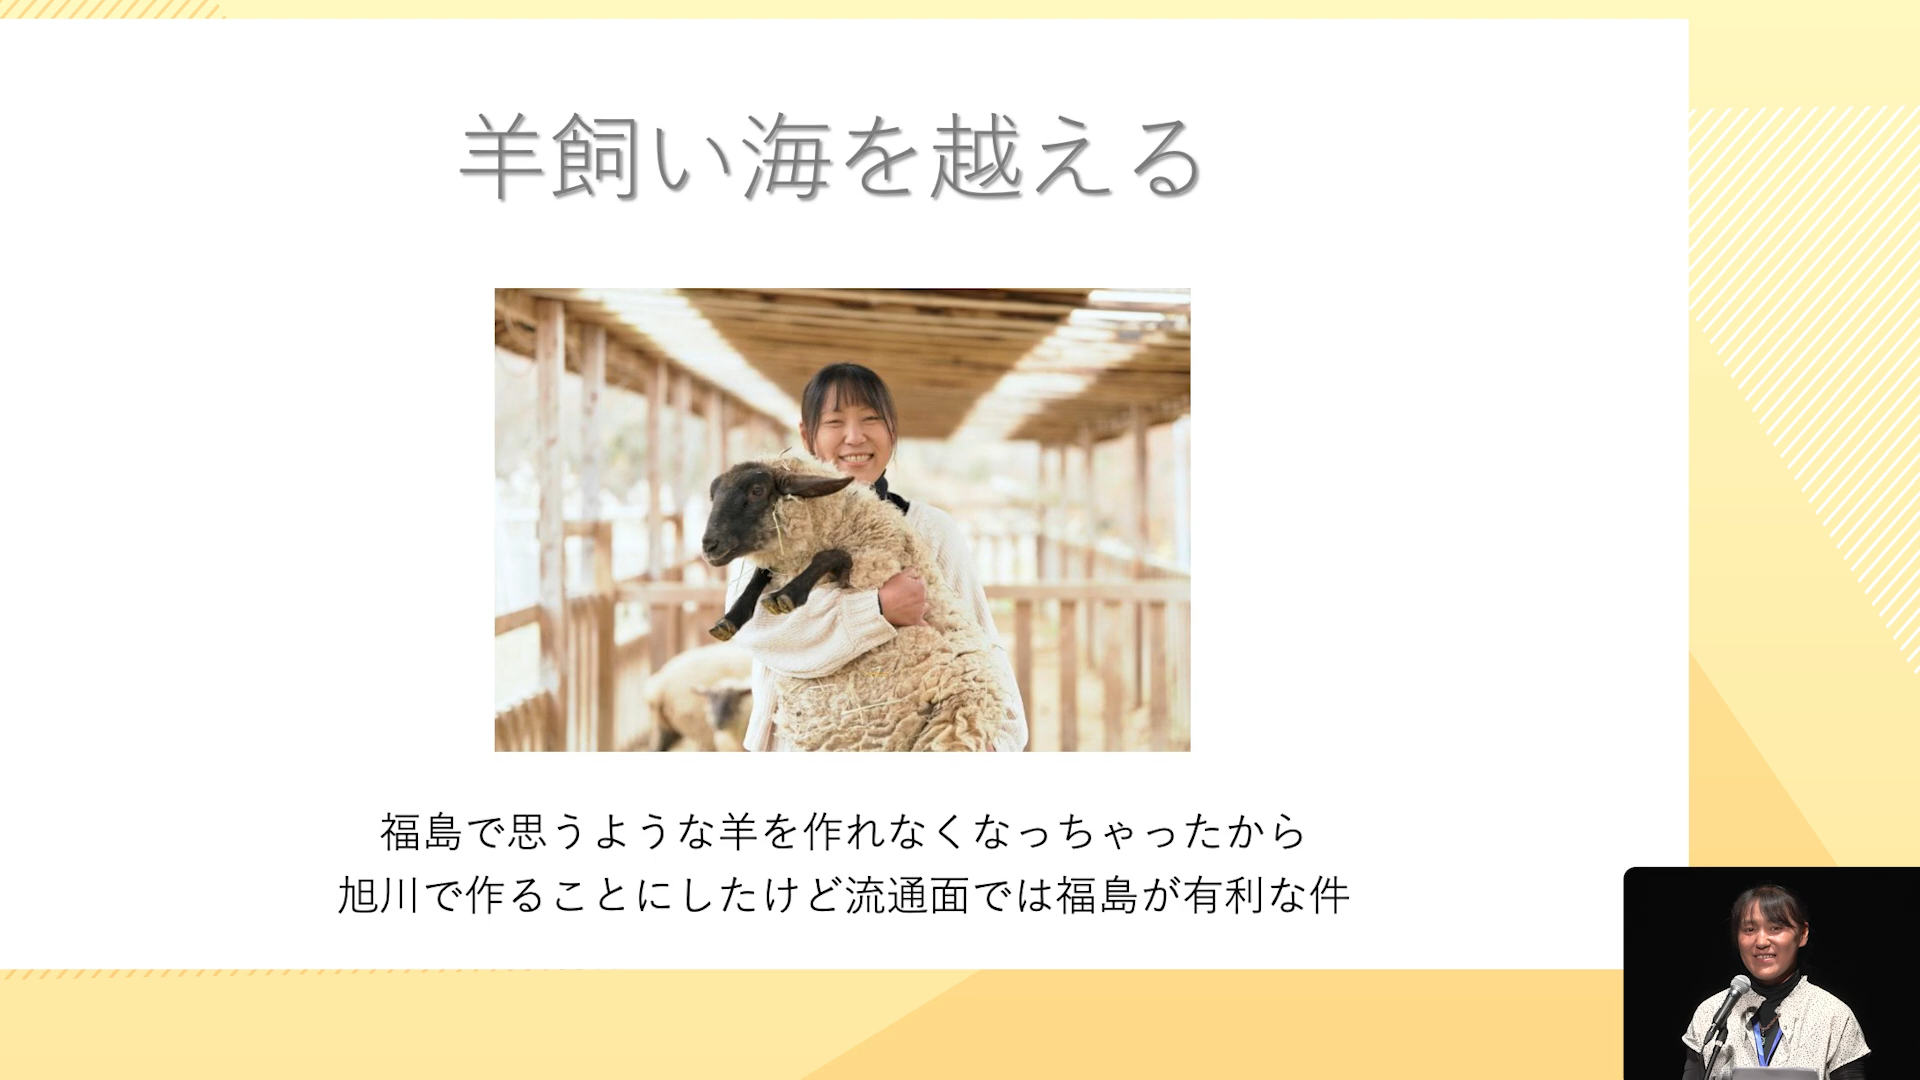 羊飼い海を越える
福島で思うような羊を作れなくなっちゃったから
旭川で作ることにしたけど流通面では福島が有利な件